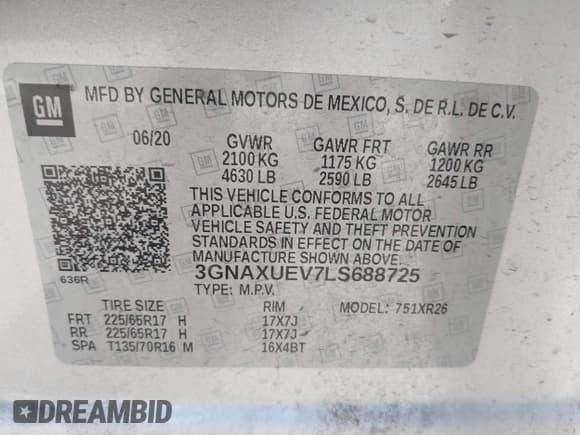 GM
MFD BY GENERAL MOTORS DE MEXICO, S. DE R.L. DE C.V.
06/20 GVWR GAWR FRT GAWR RR
2100 KG 1175 KG 1200 KG
4630 LB 2590 LB 2645 LB
THIS VEHICLE CONFORMS TO ALL
APPLICABLE U.S. FEDERAL MOTOR
VEHICLE SAFETY AND THEFT PREVENTION
STANDARDS IN EFFECT ON THE DATE OF
MANUFACTURE SHOWN ABOVE.
636R 3GNAXUEV7LS688725
TYPE: M.P.V. MODEL: 751XR26
TIRE SIZE RIM
FRT 225/65R17 H 17X7J
RR 225/65R17 H 17X7J
SPA T135/70R16 M 16X4BT
DREAMBID